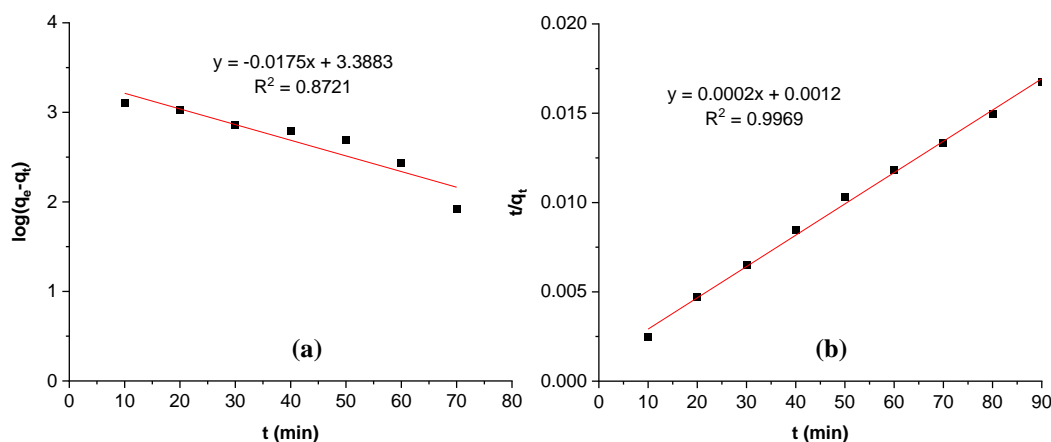 4
3
2
1
0
0
10
20
30
40
50
60
70
80
log(qe-qt)
t (min)
y = -0.0175x + 3.3883
R² = 0.8721
(a)
0.020
0.015
0.010
0.005
0.000
0
10
20
30
40
50
60
70
80
90
t/qt
t (min)
y = 0.0002x + 0.0012
R² = 0.9969
(b)